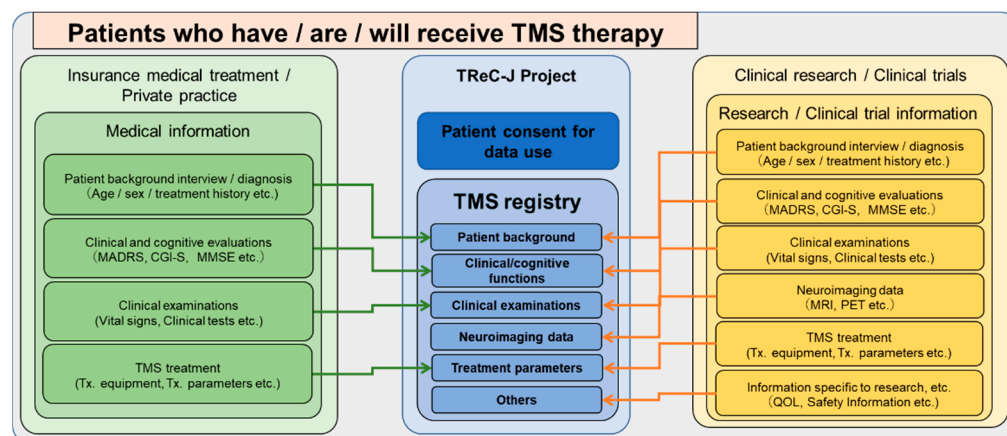 Patients who have / are / will receive TMS therapy
Insurance medical treatment /
Private practice
Medical information
Patient background interview / diagnosis
(Age / sex / treatment history etc.)
Clinical and cognitive evaluations
(MADRS, CGI-S, MMSE etc.)
Clinical examinations
(Vital signs, Clinical tests etc.)
TMS treatment
(Tx. equipment, Tx. parameters etc.)
TReC-J Project
Patient consent for
data use
TMS registry
Patient background
Clinical/cognitive
functions
Clinical examinations
Neuroimaging data
Treatment parameters
Others
Clinical research / Clinical trials
Research / Clinical trial information
Patient background interview / diagnosis
(Age / sex / treatment history etc.)
Clinical and cognitive evaluations
(MADRS, CGI-S, MMSE etc.)
Clinical examinations
(Vital signs, Clinical tests etc.)
Neuroimaging data
(MRI, PET etc.)
TMS treatment
(Tx. equipment, Tx. parameters etc.)
Information specific to research, etc.
(QOL, Safety Information etc.)